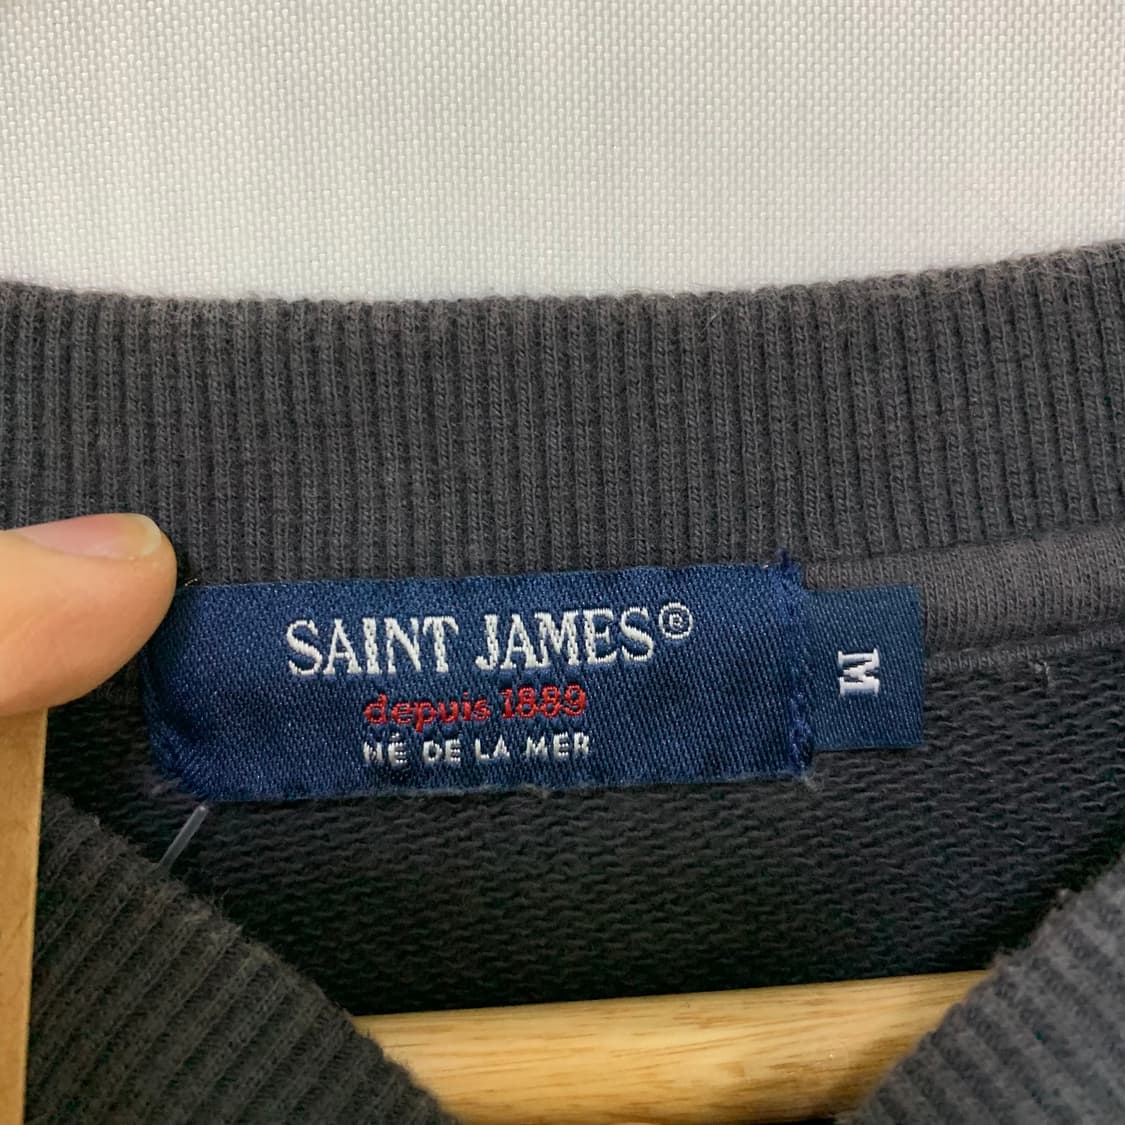 SAINT JAMES®
depuis 1889
NÉ DE LA MER
M